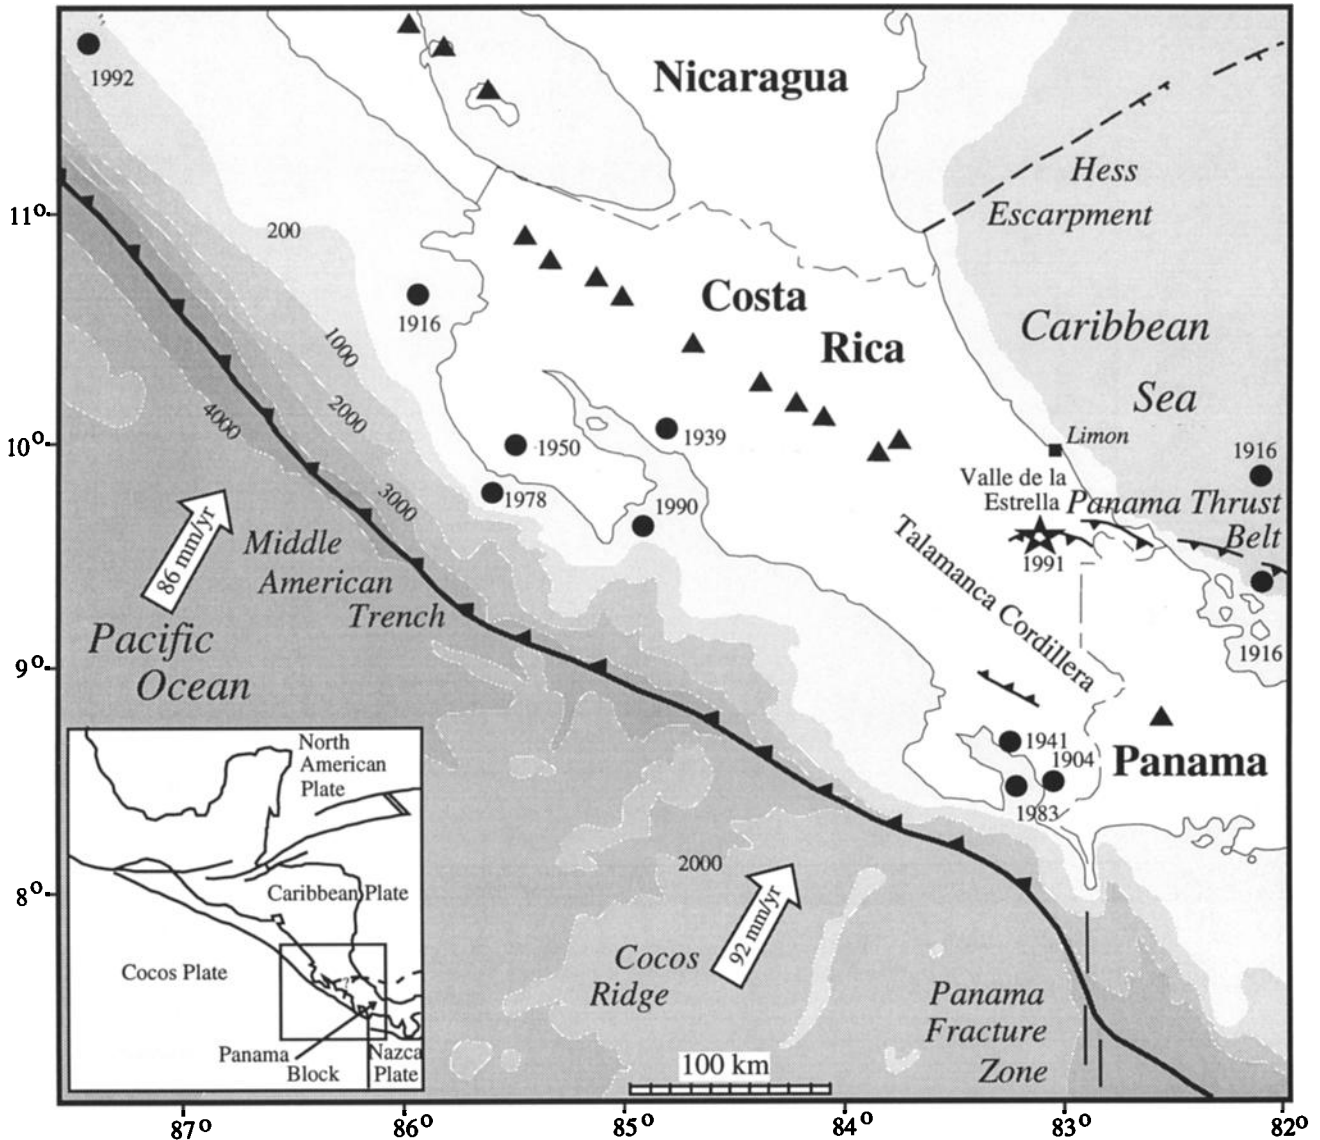 1992
Nicaragua
Hess
Escarpment
11°
200
1916
Costa
Rica
Caribbean
Sea
1000
2000
4000
3000
10°
1950
1939
1978
1990
Limon
1916
Valle de la
Estrella
Panama Thrust
Belt
1991
1916
86 mm/yr
Middle
American
Trench
Talamanca Cordillera
Pacific
Ocean
9°
1941
1904
1983
Panama
North
American
Plate
Caribbean Plate
Cocos Plate
?
Panama
Block
Nazca
Plate
8°
2000
92 mm/yr
Cocos
Ridge
Panama
Fracture
Zone
100 km
87° 86° 85° 84° 83° 82°